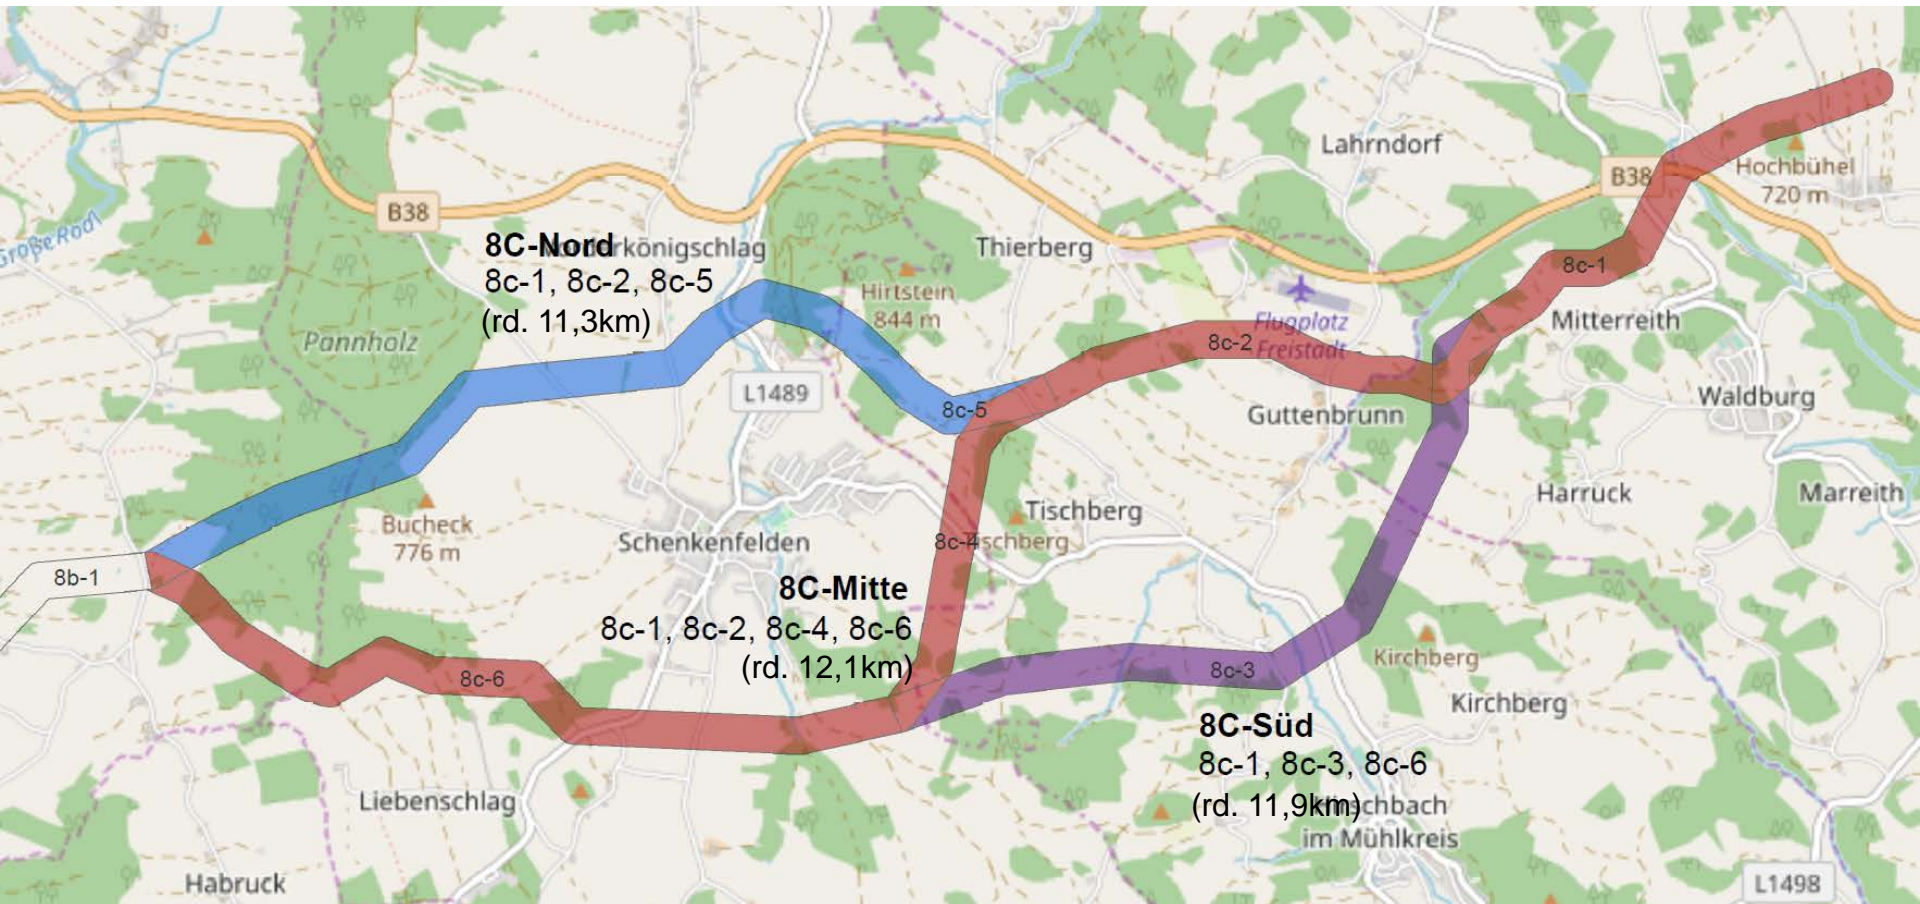 Lahrndorf
B38
Hochbühel
720 m
B38
Große Rodl
8C-Nord
8c-1, 8c-2, 8c-5
(rd. 11,3km)
Thierberg
8c-1
Hirtstein
844 m
Pannholz
Flugplatz
Freistadt
8c-2
Mitterreith
L1489
Waldburg
8c-5
Guttenbrunn
Harruck
Marreith
Bucheck
776 m
Tischberg
Schenkenfelden
8c-4
Tischberg
8b-1
8C-Mitte
8c-1, 8c-2, 8c-4, 8c-6
(rd. 12,1km)
8c-6
8c-3
Kirchberg
Kirchberg
8C-Süd
8c-1, 8c-3, 8c-6
(rd. 11,9km)
Liebenschlag
Hirschbach
im Mühlkreis
Habruck
L1498